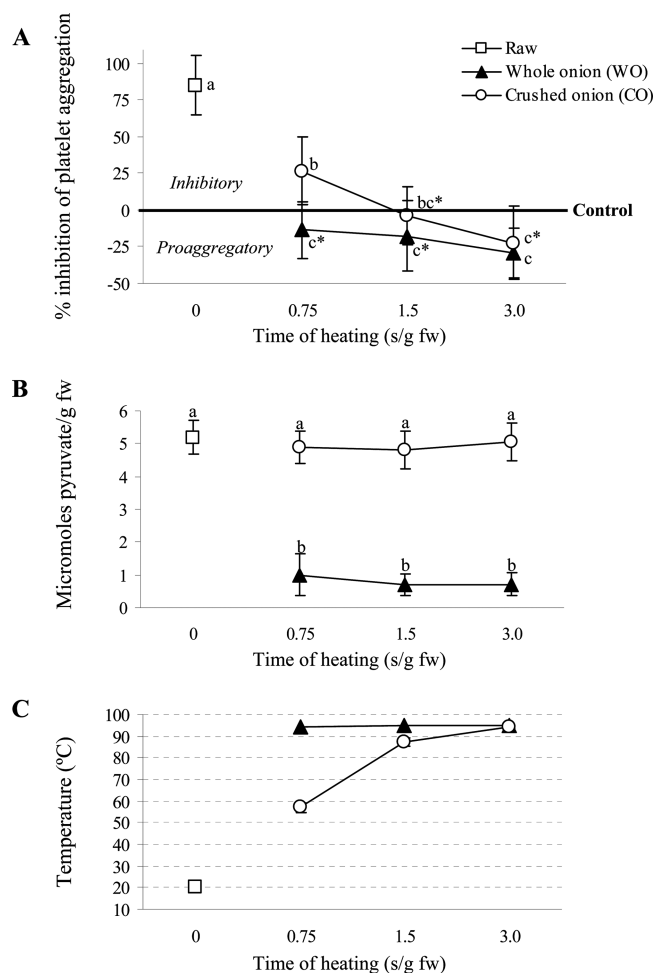 A
% inhibition of platelet aggregation
100
75
50
25
0
-25
-50
Raw
Whole onion (WO)
Crushed onion (CO)
a
b
bc*
c*
c*
c*
c
Inhibitory
Proaggregatory
Control
0
0.75
1.5
3.0
Time of heating (s/g fw)
B
Micromoles pyruvate/g fw
6
5
4
3
2
1
0
a
a
a
a
b
b
b
0
0.75
1.5
3.0
Time of heating (s/g fw)
C
Temperature (ºC)
100
90
80
70
60
50
40
30
20
10
0
0.75
1.5
3.0
Time of heating (s/g fw)